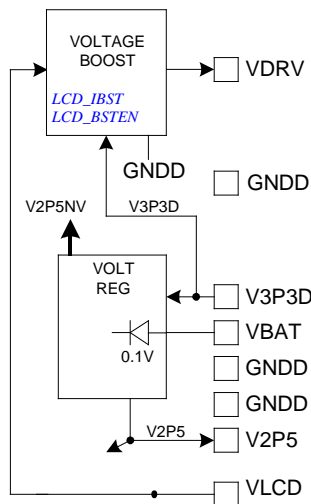 VOLTAGE
BOOST
LCD_IBST
LCD_BSTEN
VDRV
GNDD
GNDD
V2P5NV
V3P3D
VOLT
REG
V3P3D
VBAT
0.1V
GNDD
GNDD
V2P5
V2P5
VLCD